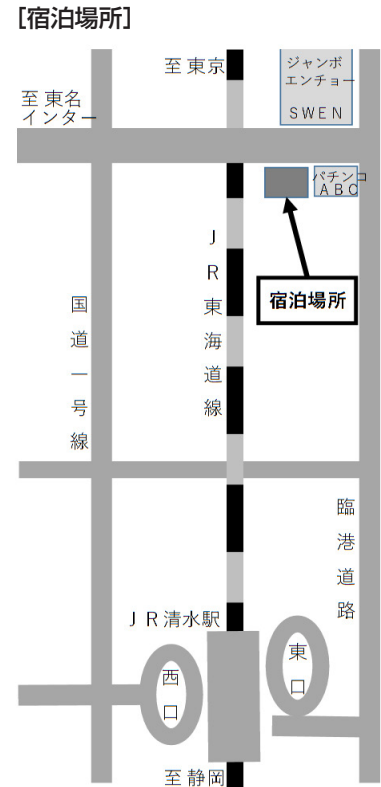 [宿泊場所]
至 東京
ジャンボ
エンチョー
ＳＷＥＮ
至 東名
インター
パチンコ
ＡＢＣ
ＪＲ東海道線
宿泊場所
国道一号線
臨港道路
ＪＲ清水駅
西口
東口
至 静岡